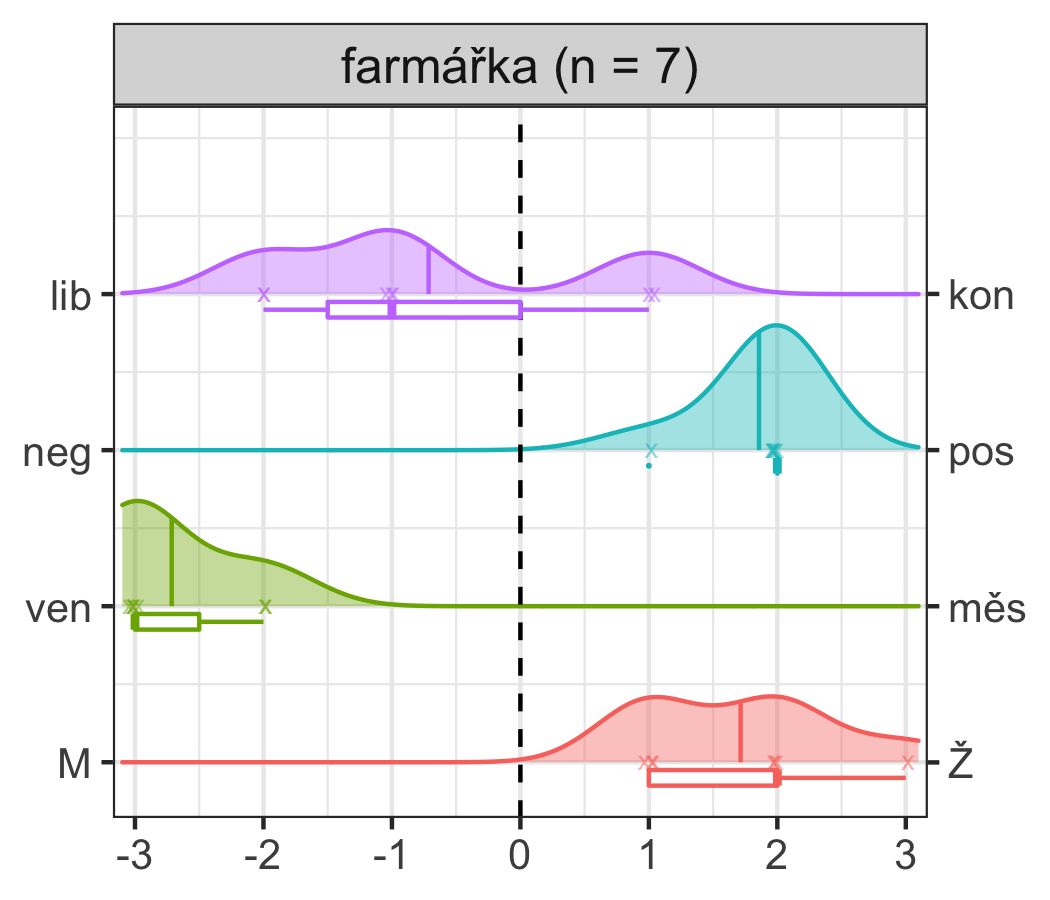 farmářka (n = 7)
lib kon
neg pos
ven měs
M Ž
-3 -2 -1 0 1 2 3